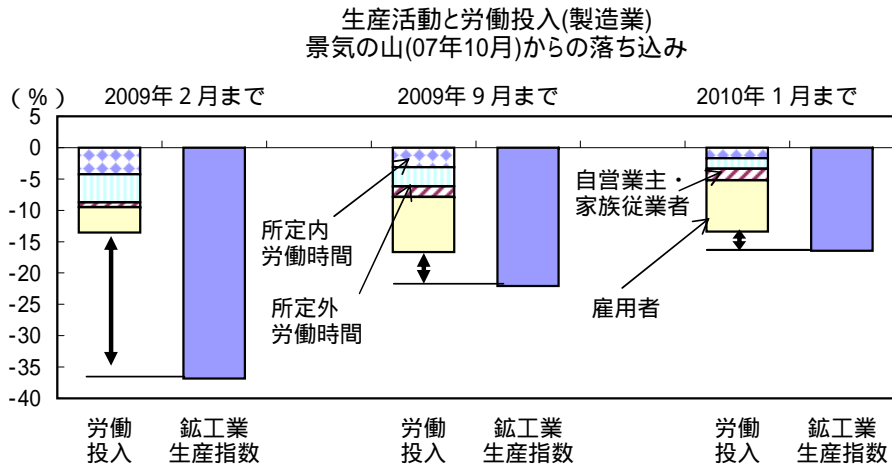 生産活動と労働投入(製造業)
景気の山(07年10月)からの落ち込み
(%)
2009年2月まで
2009年9月まで
2010年1月まで
5
0
-5
-10
-15
-20
-25
-30
-35
-40
所定内
労働時間
所定外
労働時間
自営業主・
家族従業者
雇用者
労働
投入
鉱工業
生産指数
労働
投入
鉱工業
生産指数
労働
投入
鉱工業
生産指数